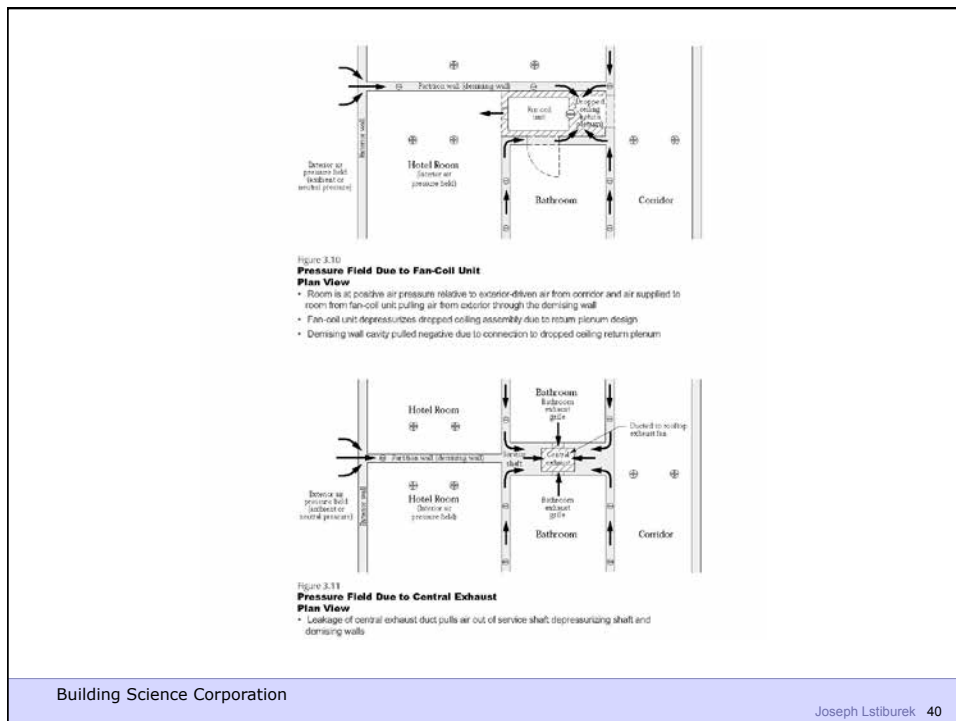 Partition wall (demising wall)
Fan-coil
unit
Dropped
ceiling
return
plenum
Exterior wall
Exterior air
pressure field
(ambient or
neutral pressure)
Hotel Room
(Interior air
pressure field)
Bathroom
Corridor
Figure 3.10
Pressure Field Due to Fan-Coil Unit
Plan View
• Room is at positive air pressure relative to exterior-driven air from corridor and air supplied to
room from fan-coil unit pulling air from exterior through the demising wall
• Fan-coil unit depressurizes dropped ceiling assembly due to return plenum design
• Demising wall cavity pulled negative due to connection to dropped ceiling return plenum
Bathroom
Bathroom
exhaust
grille
Hotel Room
Ducted to rooftop
exhaust fan
Partition wall (demising wall)
Service
shaft
Central
exhaust
Exterior wall
Exterior air
pressure field
(ambient or
neutral pressure)
Hotel Room
(Interior air
pressure field)
Bathroom
exhaust
grille
Bathroom
Corridor
Figure 3.11
Pressure Field Due to Central Exhaust
Plan View
• Leakage of central exhaust duct pulls air out of service shaft depressurizing shaft and
demising walls
Building Science Corporation
Joseph Lstiburek 40